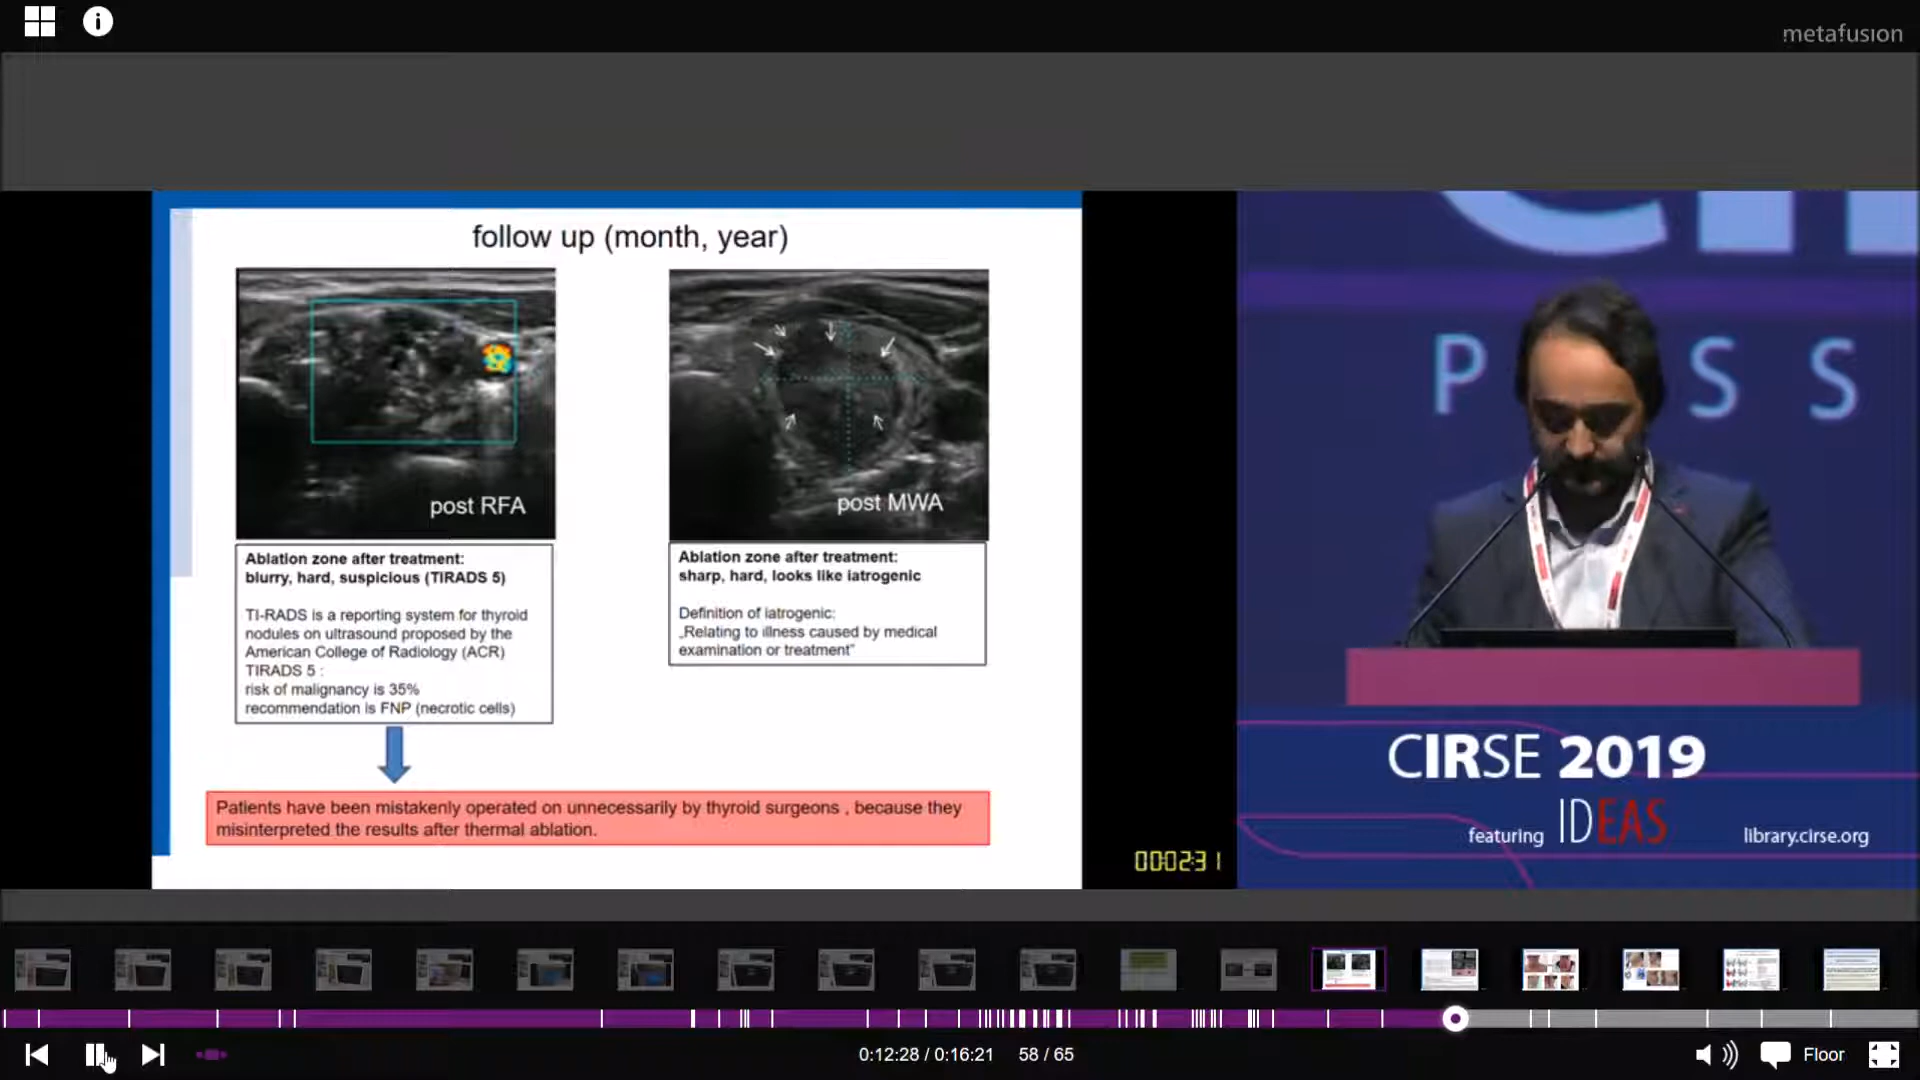 metafusion
follow up (month, year)
post RFA
post MWA
Ablation zone after treatment:
blurry, hard, suspicious (TIRADS 5)
TI-RADS is a reporting system for thyroid
nodules on ultrasound proposed by the
American College of Radiology (ACR)
TIRADS 5 :
risk of malignancy is 35%
recommendation is FNP (necrotic cells)
Ablation zone after treatment:
sharp, hard, looks like iatrogenic
Definition of iatrogenic:
„Relating to illness caused by medical
examination or treatment"
Patients have been mistakenly operated on unnecessarily by thyroid surgeons , because they
misinterpreted the results after thermal ablation.
00:02:31
P S S
CIRSE 2019
featuring IDEAS
library.cirse.org
0:12:28 / 0:16:21 58 / 65
Floor